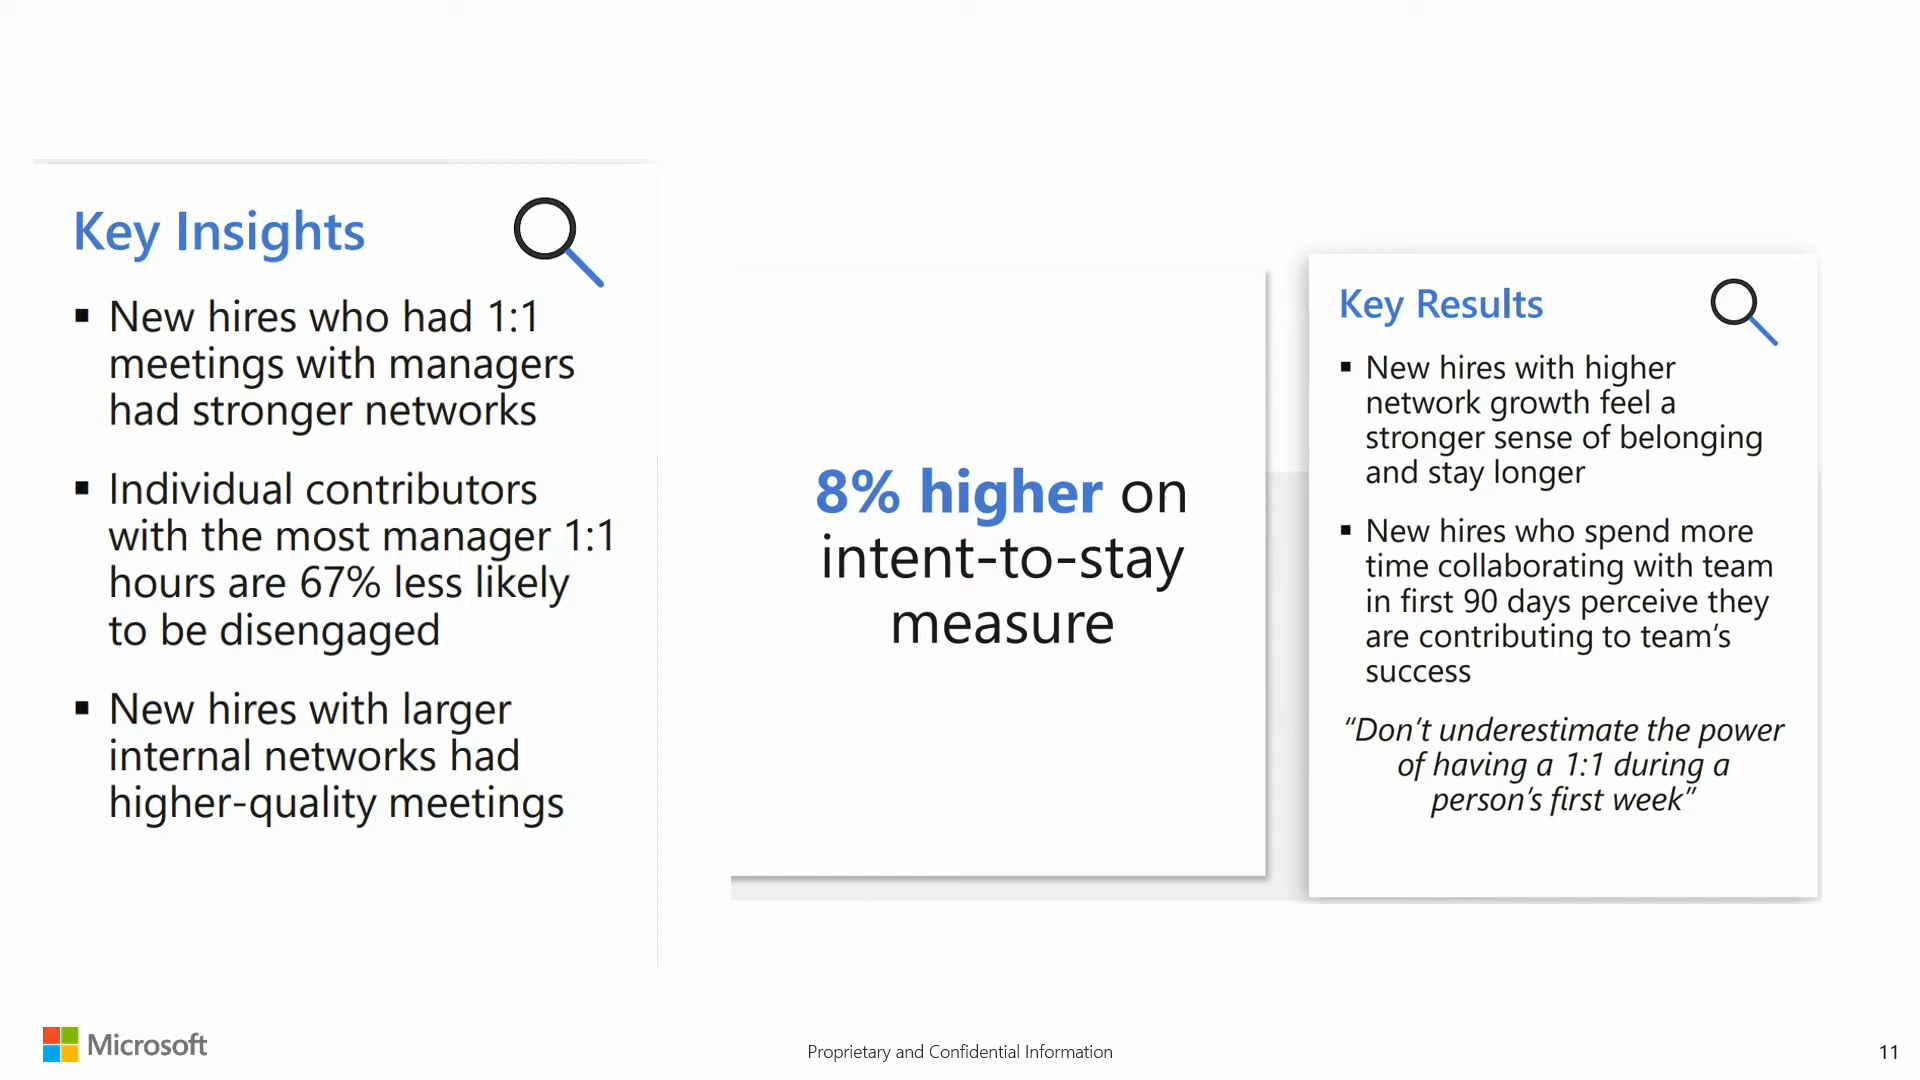 Key Insights
▪ New hires who had 1:1
meetings with managers
had stronger networks
▪ Individual contributors
with the most manager 1:1
hours are 67% less likely
to be disengaged
▪ New hires with larger
internal networks had
higher-quality meetings
8% higher on
intent-to-stay
measure
Key Results
▪ New hires with higher
network growth feel a
stronger sense of belonging
and stay longer
▪ New hires who spend more
time collaborating with team
in first 90 days perceive they
are contributing to team’s
success
“Don’t underestimate the power
of having a 1:1 during a
person’s first week”
Microsoft
Proprietary and Confidential Information
11